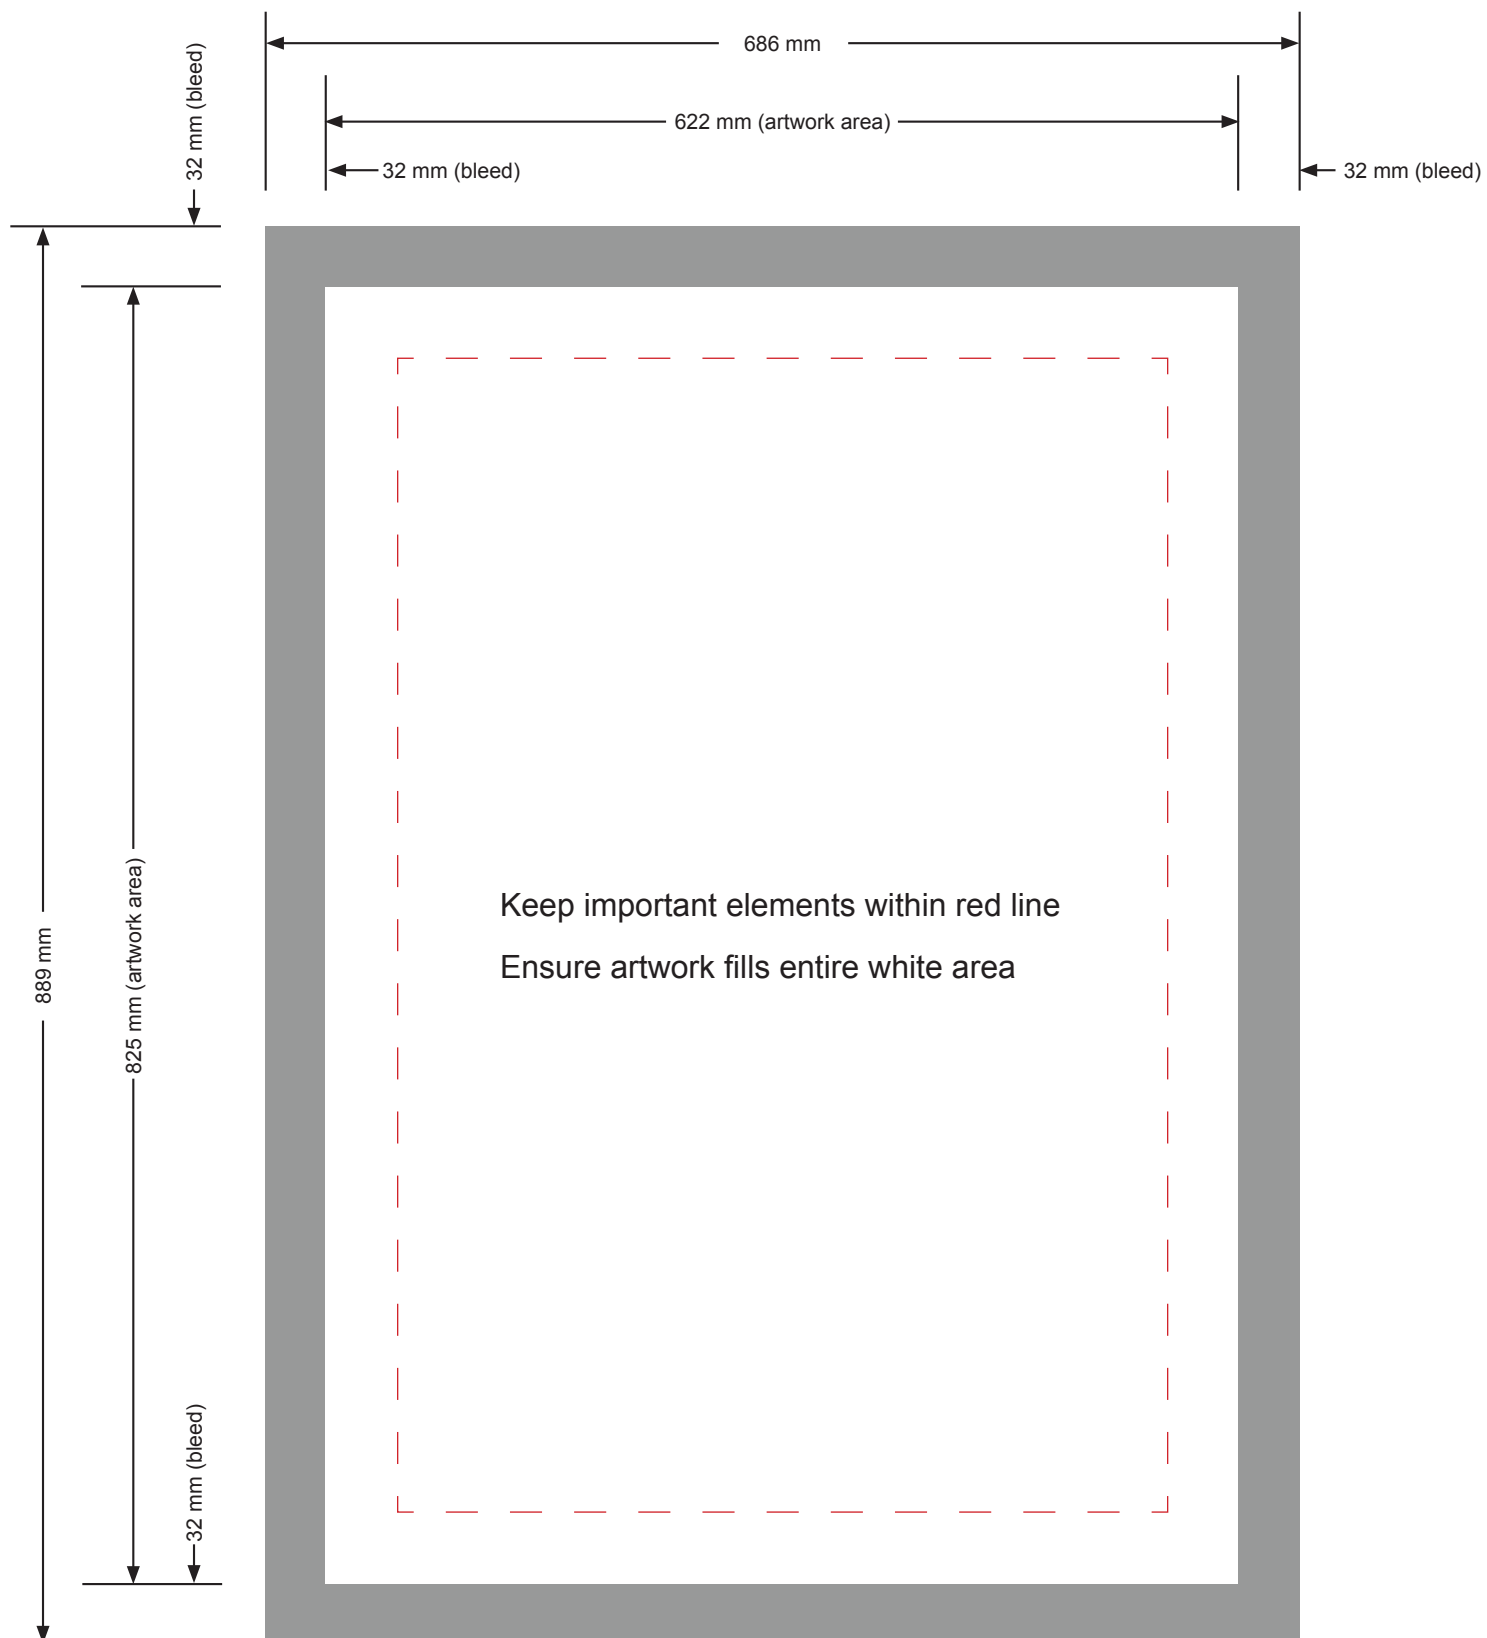 686 mm
622 mm (artwork area)
32 mm (bleed)
32 mm (bleed)
32 mm (bleed)
889 mm
825 mm (artwork area)
Keep important elements within red line
Ensure artwork fills entire white area
32 mm (bleed)